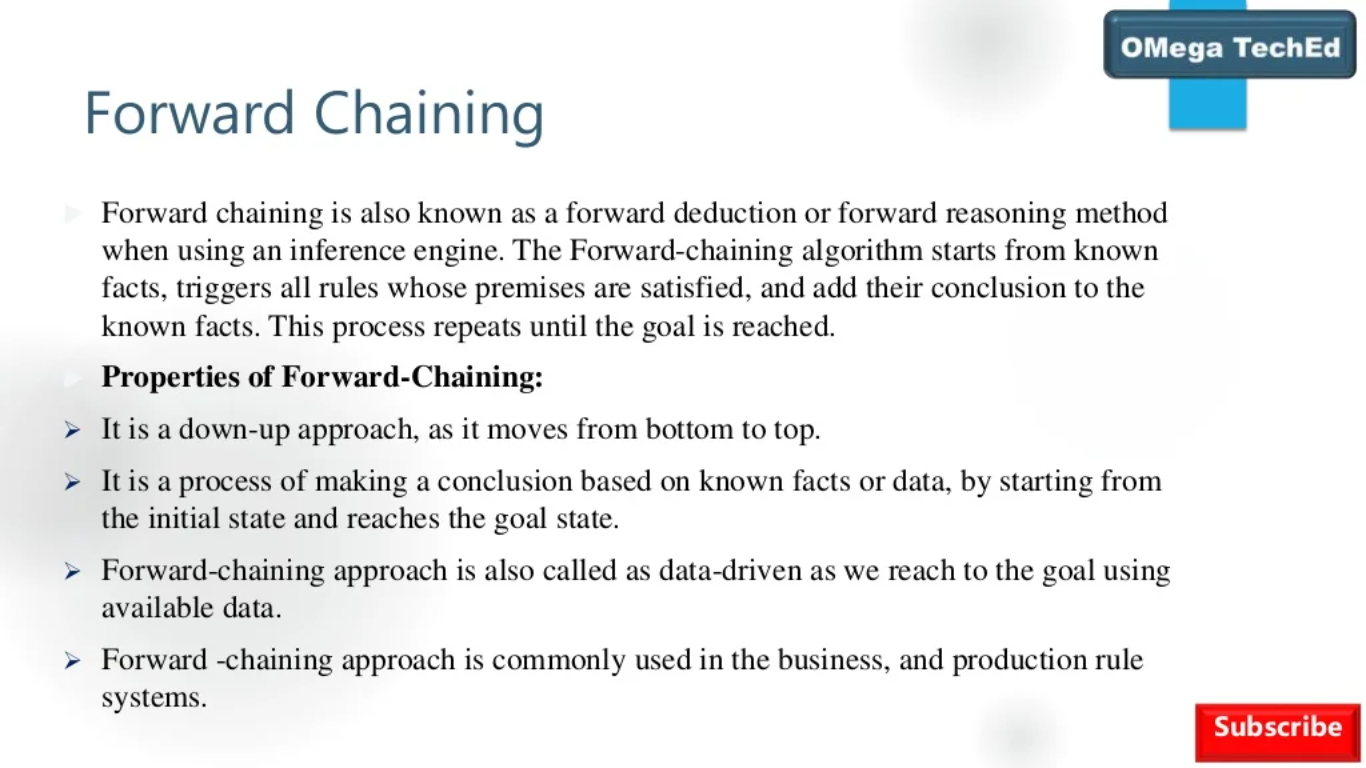 OMega TechEd
Forward Chaining
Forward chaining is also known as a forward deduction or forward reasoning method
when using an inference engine. The Forward-chaining algorithm starts from known
facts, triggers all rules whose premises are satisfied, and add their conclusion to the
known facts. This process repeats until the goal is reached.
Properties of Forward-Chaining:
It is a down-up approach, as it moves from bottom to top.
It is a process of making a conclusion based on known facts or data, by starting from
the initial state and reaches the goal state.
Forward-chaining approach is also called as data-driven as we reach to the goal using
available data.
Forward -chaining approach is commonly used in the business, and production rule
systems.
Subscribe